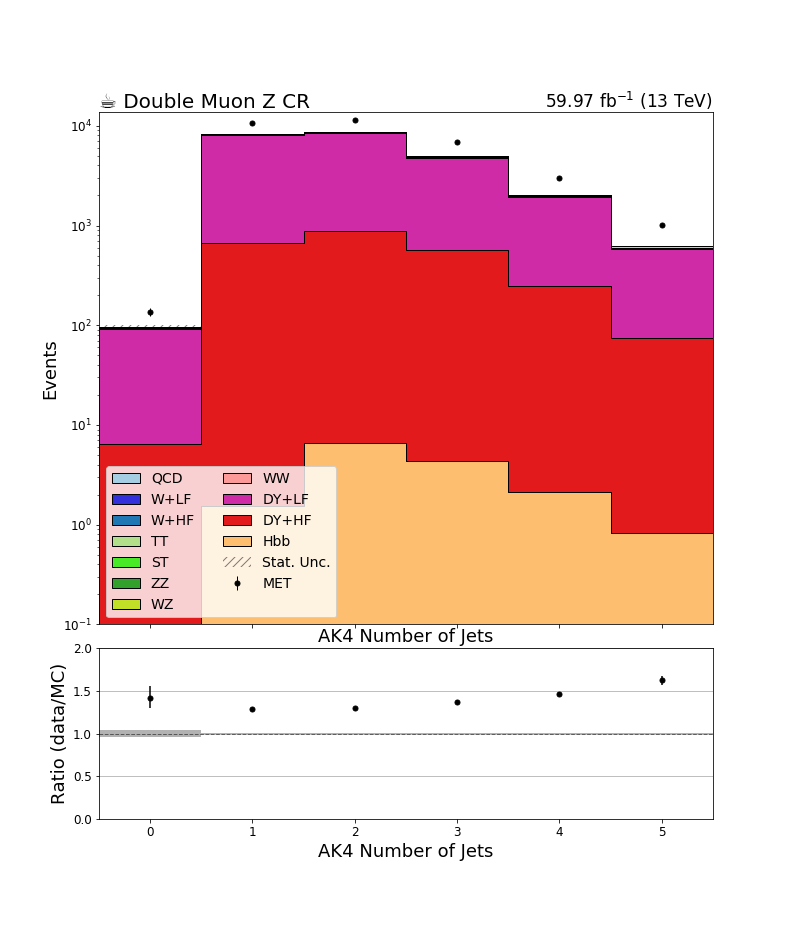 ☕ Double Muon Z CR
59.97 fb⁻¹ (13 TeV)
Events
10⁴
10³
10²
10¹
10⁰
10⁻¹
QCD
W+LF
W+HF
TT
ST
ZZ
WZ
WW
DY+LF
DY+HF
Hbb
Stat. Unc.
MET
AK4 Number of Jets
Ratio (data/MC)
2.0
1.5
1.0
0.5
0.0
0 1 2 3 4 5
AK4 Number of Jets